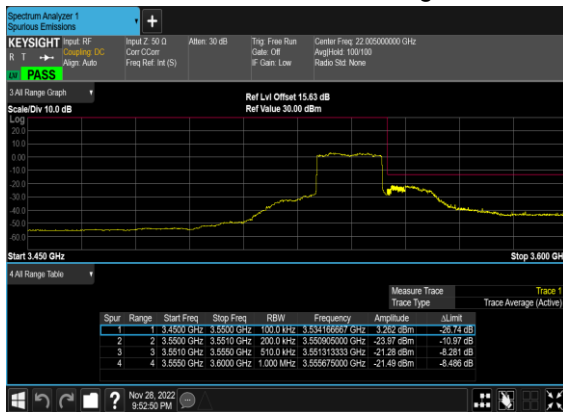 Spectrum Analyzer 1
Spurious Emissions
KEYSIGHT Input: RF Input Z: 50 Ω Atten: 30 dB Trig: Free Run Center Freq: 22.005000000 GHz
R T Coupling: DC Corr CCorr Gate: Off Avg|Hold: 100/100
Align: Auto Freq Ref: Int (S) IF Gain: Low Radio Std: None
PASS
3 All Range Graph
Ref Lvl Offset 15.63 dB
Scale/Div 10.0 dB Ref Value 30.00 dBm
Log
20.0
10.0
0.00
-10.0
-20.0
-30.0
-40.0
-50.0
-60.0
Start 3.450 GHz Stop 3.600 GH
4 All Range Table
Measure Trace Trace 1
Trace Type Trace Average (Active)
Spur Range Start Freq Stop Freq RBW Frequency Amplitude ΔLimit
1 1 3.4500 GHz 3.5500 GHz 100.0 kHz 3.534166667 GHz 3.262 dBm -26.74 dB
2 2 3.5500 GHz 3.5510 GHz 200.0 kHz 3.550905000 GHz -23.97 dBm -10.97 dB
3 3 3.5510 GHz 3.5550 GHz 510.0 kHz 3.551313333 GHz -21.28 dBm -8.281 dB
4 4 3.5550 GHz 3.6000 GHz 1.000 MHz 3.555675000 GHz -21.49 dBm -8.486 dB
Nov 28, 2022
9:52:50 PM